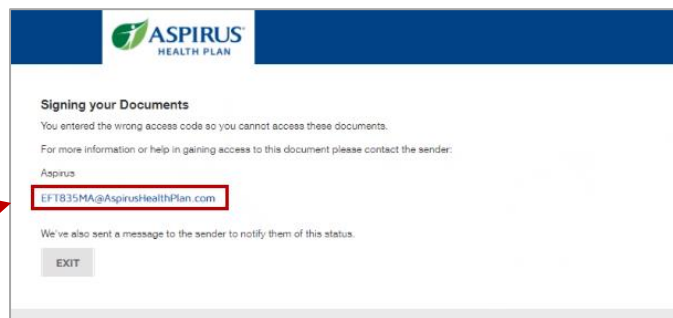 ASPIRUS
HEALTH PLAN
Signing your Documents
You entered the wrong access code so you cannot access these documents.
For more information or help in gaining access to this document please contact the sender:
Aspirus
EFT835MA@AspirusHealthPlan.com
We've also sent a message to the sender to notify them of this status.
EXIT